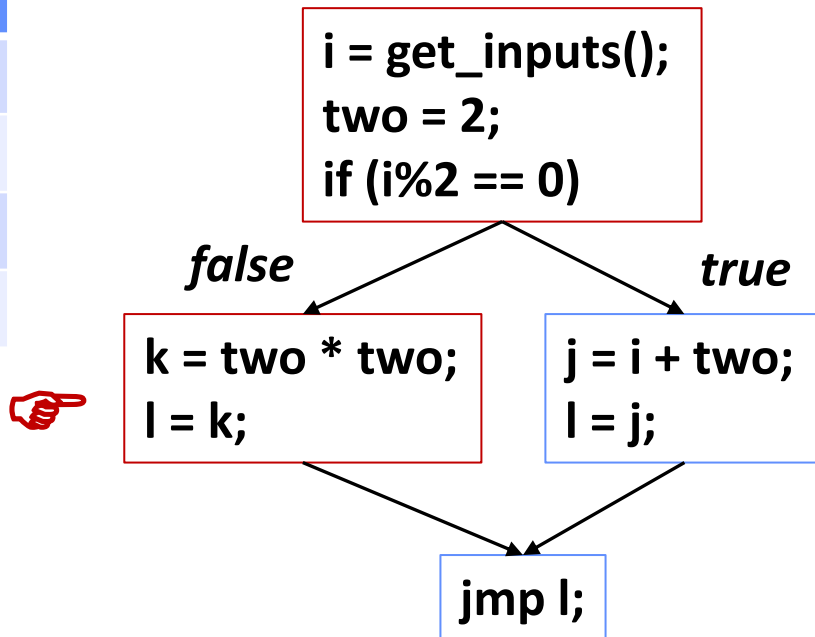 i = get_inputs();
two = 2;
if (i%2 == 0)
false
true
k = two * two;
l = k;
j = i + two;
l = j;
jmp l;